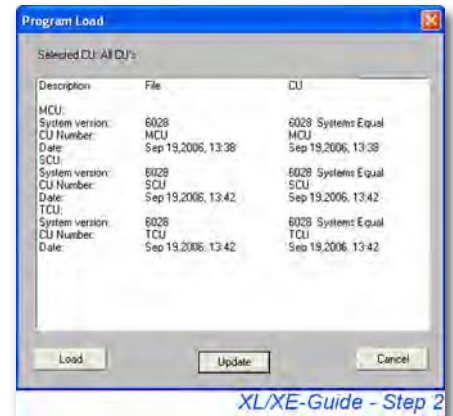 Program Load
Selected CU: All CU's
Description File CU
MCU:
System version: 6028 6028 Systems Equal
CU Number: MCU MCU
Date: Sep 19,2006, 13:38 Sep 19,2006, 13:38
SCU:
System version: 6028 6028 Systems Equal
CU Number: SCU SCU
Date: Sep 19,2006, 13:42 Sep 19,2006, 13:42
TCU:
System version: 6028 6028 Systems Equal
CU Number: TCU TCU
Date: Sep 19,2006, 13:42 Sep 19,2006, 13:42
Load Update Cancel
XL/XE-Guide - Step 2